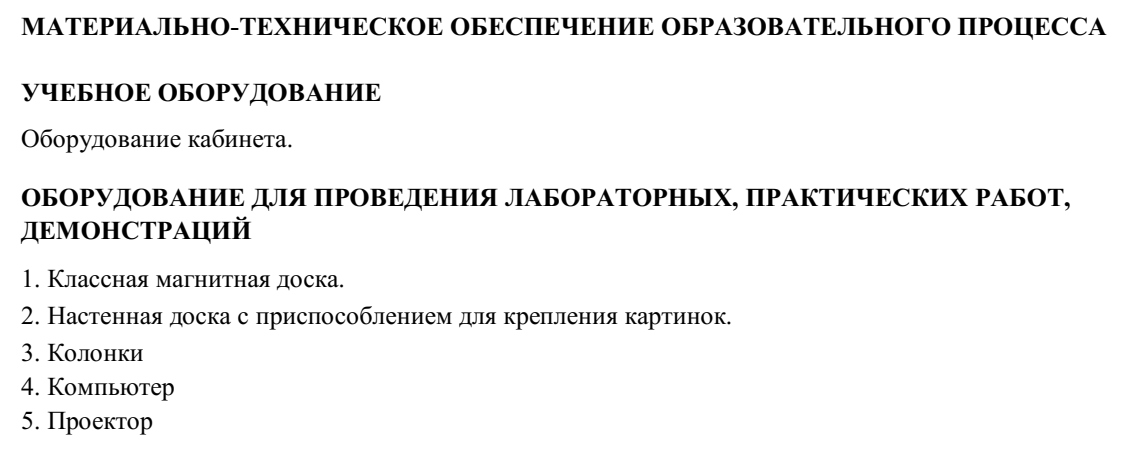 МАТЕРИАЛЬНО-ТЕХНИЧЕСКОЕ ОБЕСПЕЧЕНИЕ ОБРАЗОВАТЕЛЬНОГО ПРОЦЕССА
УЧЕБНОЕ ОБОРУДОВАНИЕ
Оборудование кабинета.
ОБОРУДОВАНИЕ ДЛЯ ПРОВЕДЕНИЯ ЛАБОРАТОРНЫХ, ПРАКТИЧЕСКИХ РАБОТ,
ДЕМОНСТРАЦИЙ
1. Классная магнитная доска.
2. Настенная доска с приспособлением для крепления картинок.
3. Колонки
4. Компьютер
5. Проектор